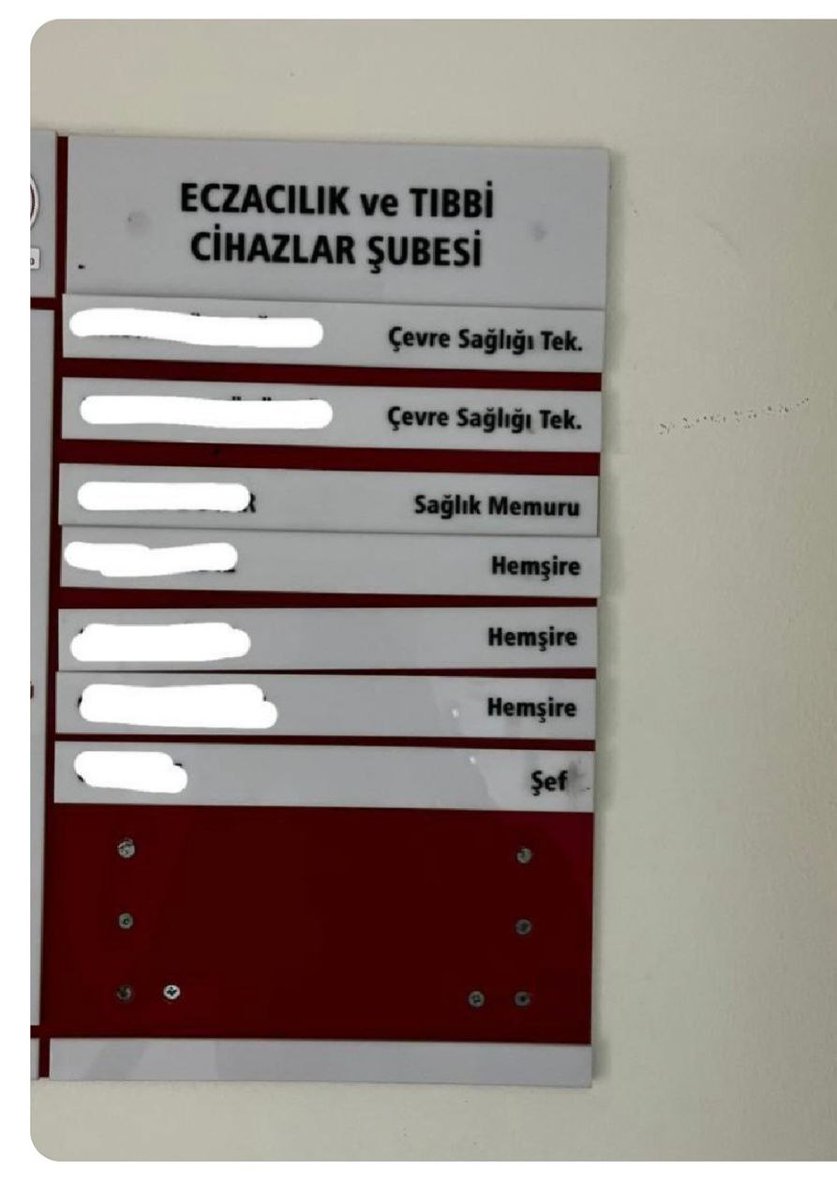 ECZACILIK ve TIBBİ
CİHAZLAR ŞUBESİ
Çevre Sağlığı Tek.
Çevre Sağlığı Tek.
Sağlık Memuru
Hemşire
Hemşire
Hemşire
Şef